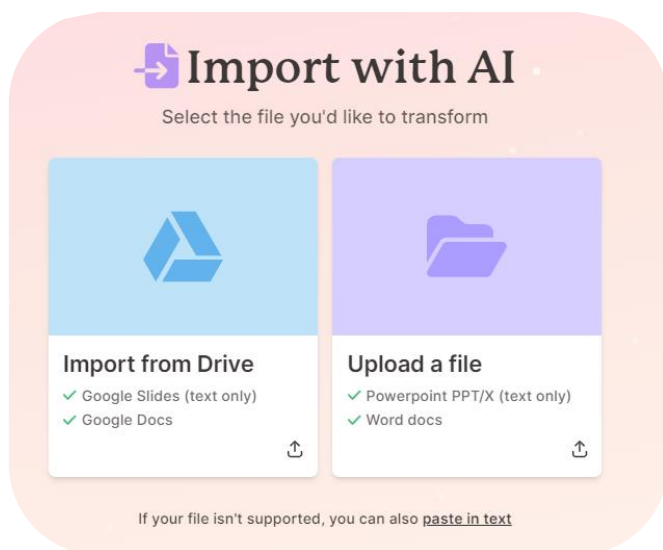 Import with AI
Select the file you'd like to transform
Import from Drive
Google Slides (text only)
Google Docs
Upload a file
Powerpoint PPT/X (text only)
Word docs
If your file isn't supported, you can also paste in text